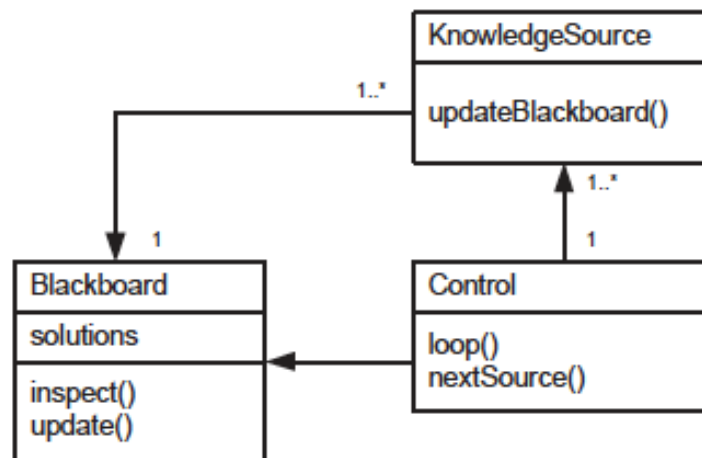 KnowledgeSource
1..*
updateBlackboard()
1..*
1
1
Blackboard
Control
solutions
loop()
nextSource()
inspect()
update()